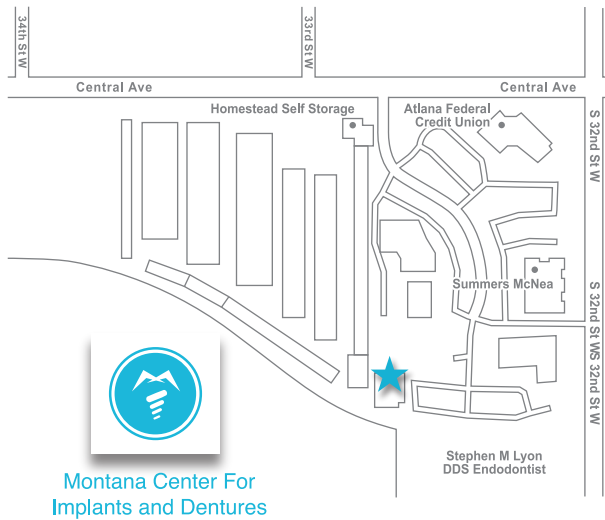 34th St W
33rd St W
Central Ave
Central Ave
Homestead Self Storage
Atlana Federal
Credit Union
S 32nd St W
Summers McNea
S 32nd St W
S 32nd St W
Stephen M Lyon
DDS Endodontist
Montana Center For
Implants and Dentures